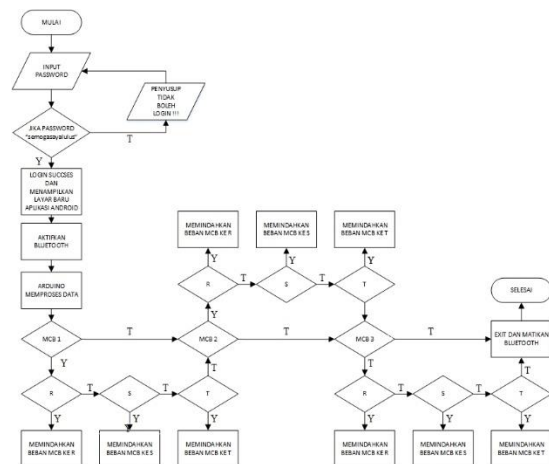 MULAI
INPUT
PASSWORD
PENYUSUP
TIDAK
BOLEH
LOGIN !!!
JIKA PASSWORD
"semogasayalulus"
T
Y
LOGIN SUCCSES
DAN
MENAMPILKAN
LAYAR BARU
APLIKASI ANDROID
AKTIFKAN
BLUETOOTH
ARDUINO
MEMPROSES DATA
MEMINDAHKAN
BEBAN MCB KE R
MEMINDAHKAN
BEBAN MCB KE S
MEMINDAHKAN
BEBAN MCB KE T
Y
Y
Y
R
T
S
T
T
SELESAI
Y
MCB 1
T
MCB 2
T
MCB 3
T
EXIT DAN MATIKAN
BLUETOOTH
Y
T
T
T
R
T
S
T
T
R
T
S
T
T
Y
Y
Y
Y
Y
Y
MEMINDAHKAN
BEBAN MCB KE R
MEMINDAHKAN
BEBAN MCB KE S
MEMINDAHKAN
BEBAN MCB KE T
MEMINDAHKAN
BEBAN MCB KE R
MEMINDAHKAN
BEBAN MCB KE S
MEMINDAHKAN
BEBAN MCB KE T